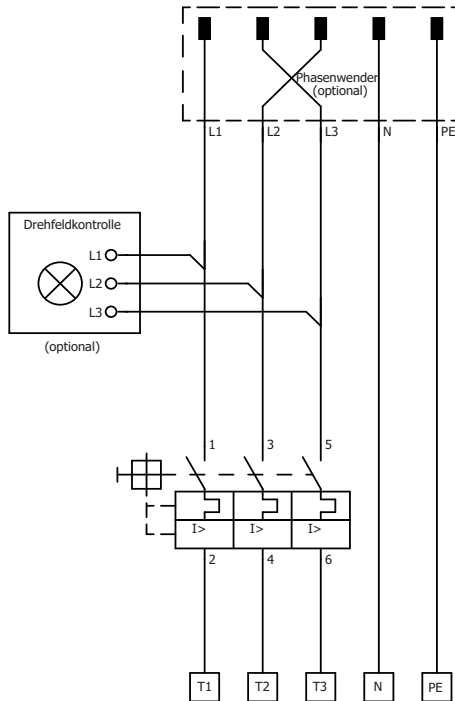 Phasenwender
(optional)
L1 L2 L3 N PE
Drehfeldkontrolle
L1
L2
L3
(optional)
1 3 5
I> I> I>
2 4 6
T1 T2 T3 N PE